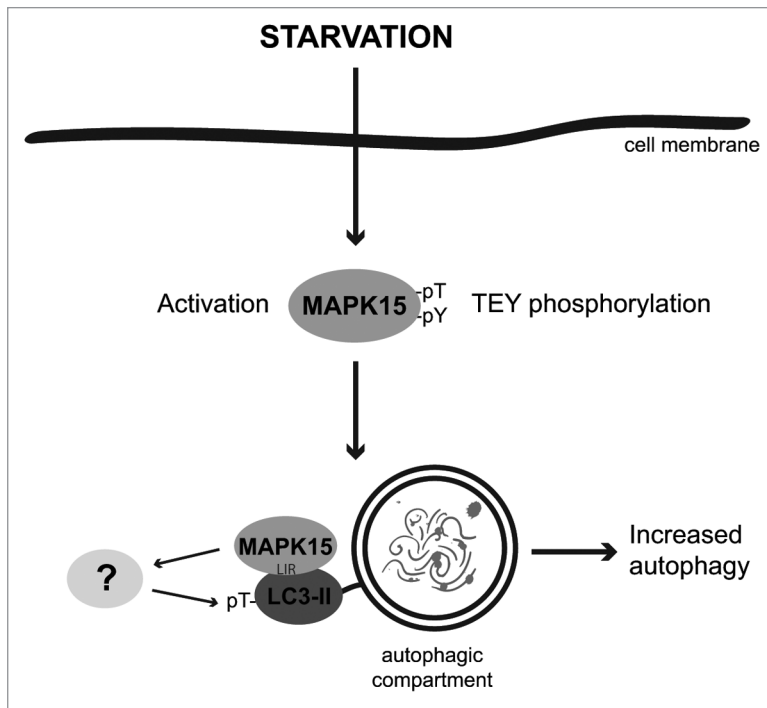 STARVATION
cell membrane
Activation
MAPK15
-pT
-pY
TEY phosphorylation
MAPK15
LIR
LC3-II
pT-
?
Increased
autophagy
autophagic
compartment